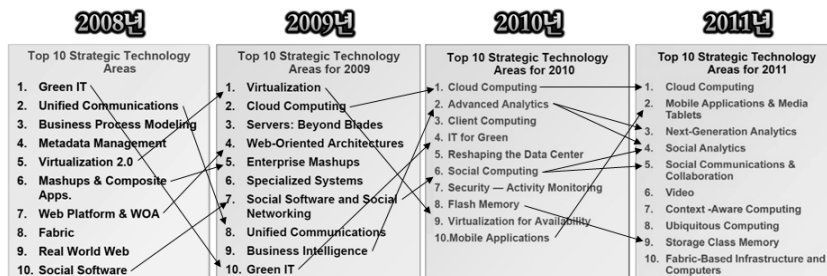 2008년
Top 10 Strategic Technology
Areas
1. Green IT
2. Unified Communications
3. Business Process Modeling
4. Metadata Management
5. Virtualization 2.0
6. Mashups & Composite
Apps.
7. Web Platform & WOA
8. Fabric
9. Real World Web
10. Social Software
2009년
Top 10 Strategic Technology
Areas for 2009
1. Virtualization
2. Cloud Computing
3. Servers: Beyond Blades
4. Web-Oriented Architectures
5. Enterprise Mashups
6. Specialized Systems
7. Social Software and Social
Networking
8. Unified Communications
9. Business Intelligence
10. Green IT
2010년
Top 10 Strategic Technology
Areas for 2010
1. Cloud Computing
2. Advanced Analytics
3. Client Computing
4. IT for Green
5. Reshaping the Data Center
6. Social Computing
7. Security — Activity Monitoring
8. Flash Memory
9. Virtualization for Availability
10.Mobile Applications
2011년
Top 10 Strategic Technology
Areas for 2011
1. Cloud Computing
2. Mobile Applications & Media
Tablets
3. Next-Generation Analytics
4. Social Analytics
5. Social Communications &
Collaboration
6. Video
7. Context -Aware Computing
8. Ubiquitous Computing
9. Storage Class Memory
10. Fabric-Based Infrastructure and
Computers